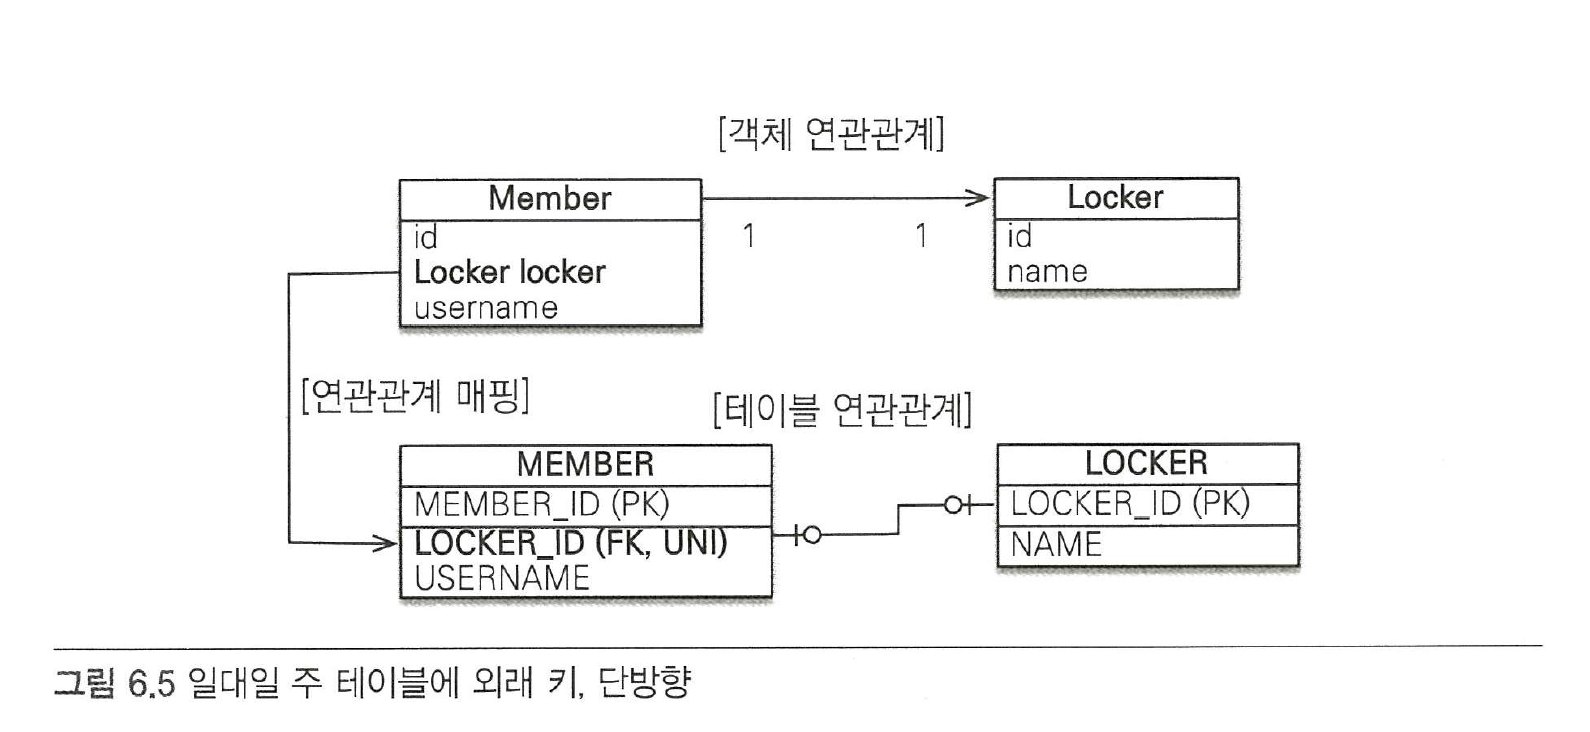 [객체 연관관계]
Member
id
Locker locker
username
1
1
Locker
id
name
[연관관계 매핑]
[테이블 연관관계]
MEMBER
MEMBER_ID (PK)
LOCKER_ID (FK, UNI)
USERNAME
LOCKER
LOCKER_ID (PK)
NAME
그림 6.5 일대일 주 테이블에 외래 키, 단방향